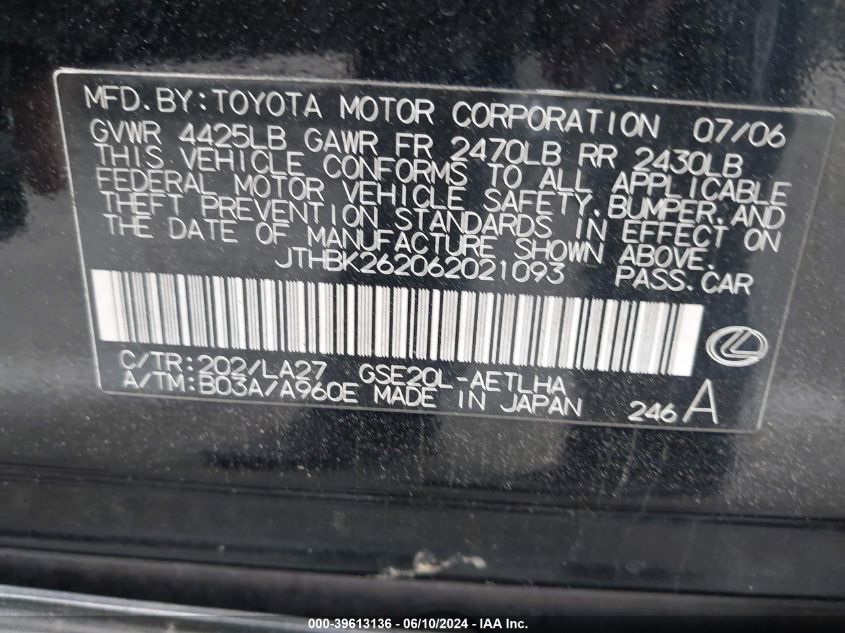 MFD.BY:TOYOTA MOTOR CORPORATION 07/06
GVWR 4425LB GAWR FR 2470LB RR 2430LB
THIS VEHICLE CONFORMS TO ALL APPLICABLE
FEDERAL MOTOR VEHICLE SAFETY,BUMPER,AND
THEFT PREVENTION STANDARDS IN EFFECT ON
THE DATE OF MANUFACTURE SHOWN ABOVE.
JTHBK262062021093 PASS.CAR
C/TR:202/LA27 GSE20L-AETLHA
A/TM:B03A/A960E MADE IN JAPAN 246 A
000-39613136 - 06/10/2024 - IAA Inc.